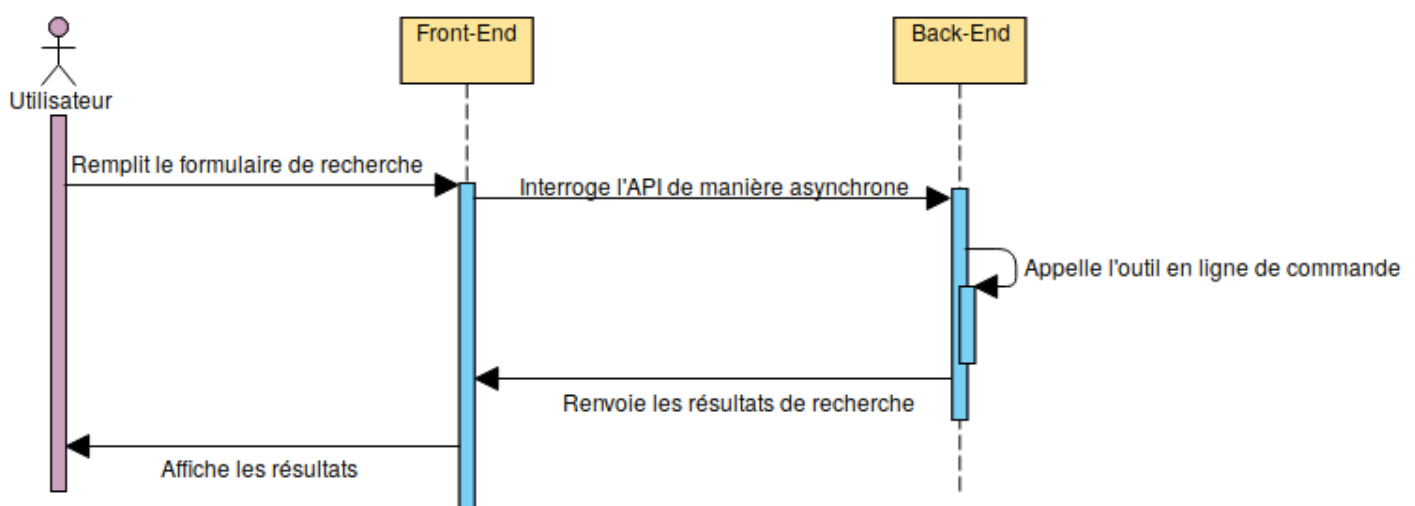 Front-End
Back-End
Utilisateur
Remplit le formulaire de recherche
Interroge l'API de manière asynchrone
Appelle l'outil en ligne de commande
Renvoie les résultats de recherche
Affiche les résultats